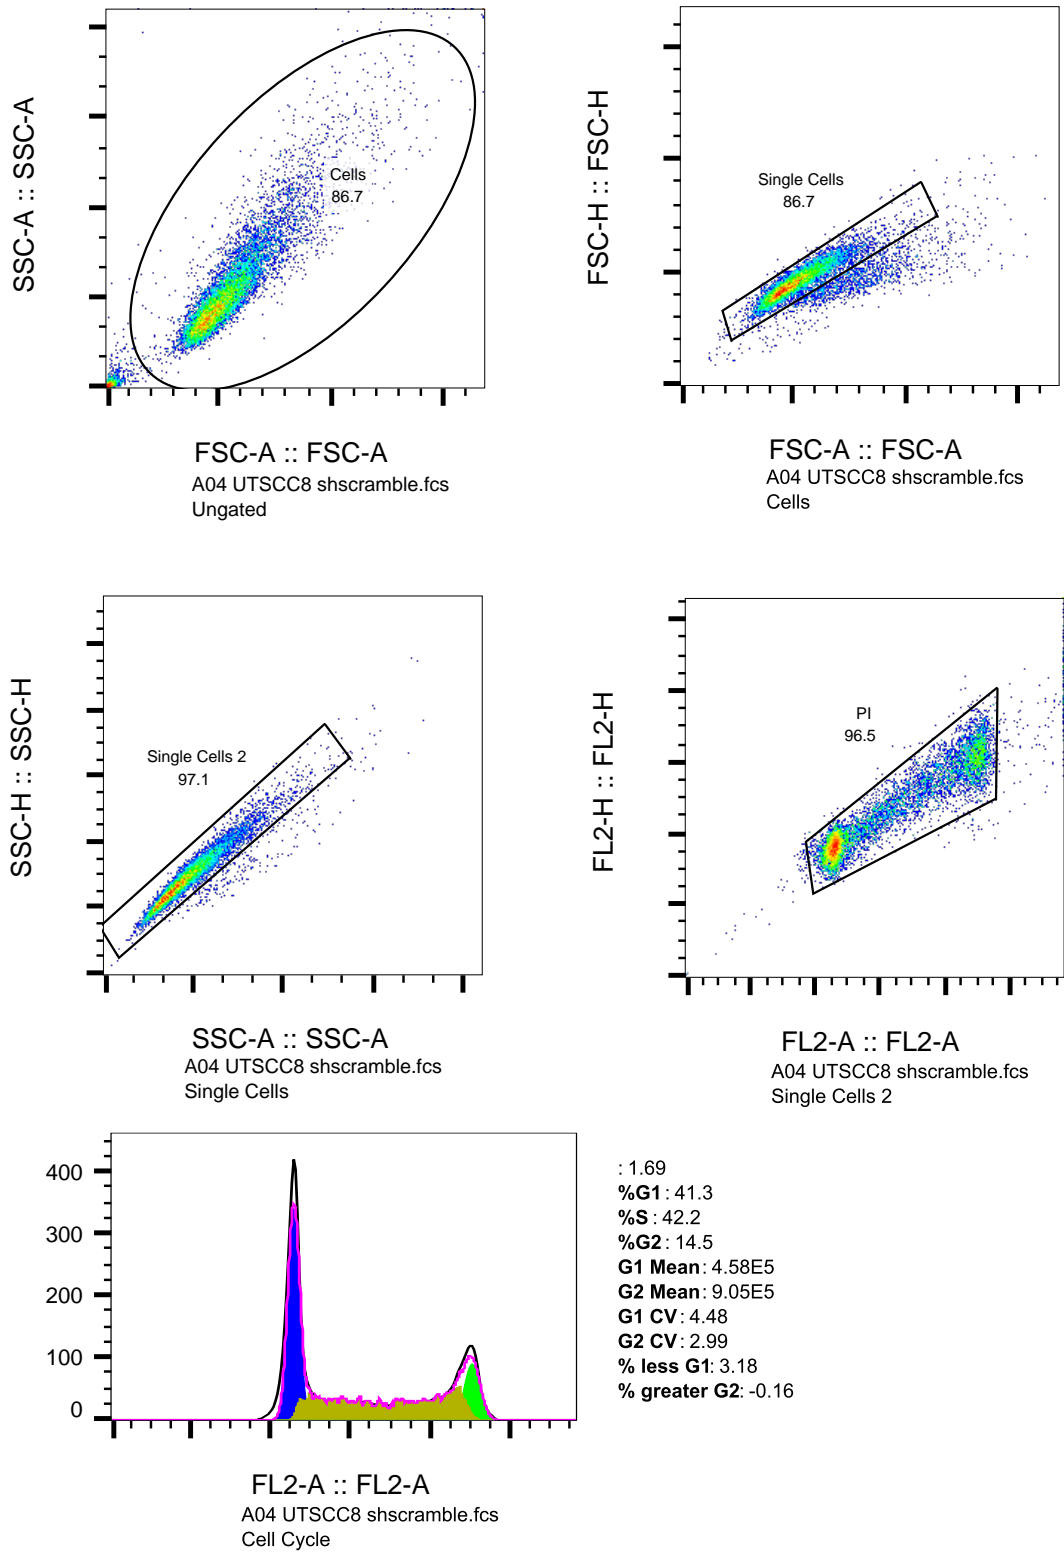 SSC-A :: SSC-A
Cells
86.7
FSC-A :: FSC-A
A04 UTSCC8 shscramble.fcs
Ungated
FSC-H :: FSC-H
Single Cells
86.7
FSC-A :: FSC-A
A04 UTSCC8 shscramble.fcs
Cells
SSC-H :: SSC-H
Single Cells 2
97.1
SSC-A :: SSC-A
A04 UTSCC8 shscramble.fcs
Single Cells
FL2-H :: FL2-H
PI
96.5
FL2-A :: FL2-A
A04 UTSCC8 shscramble.fcs
Single Cells 2
400
300
200
100
0
FL2-A :: FL2-A
A04 UTSCC8 shscramble.fcs
Cell Cycle
: 1.69
%G1 : 41.3
%S : 42.2
%G2 : 14.5
G1 Mean : 4.58E5
G2 Mean : 9.05E5
G1 CV : 4.48
G2 CV : 2.99
% less G1 : 3.18
% greater G2 : -0.16